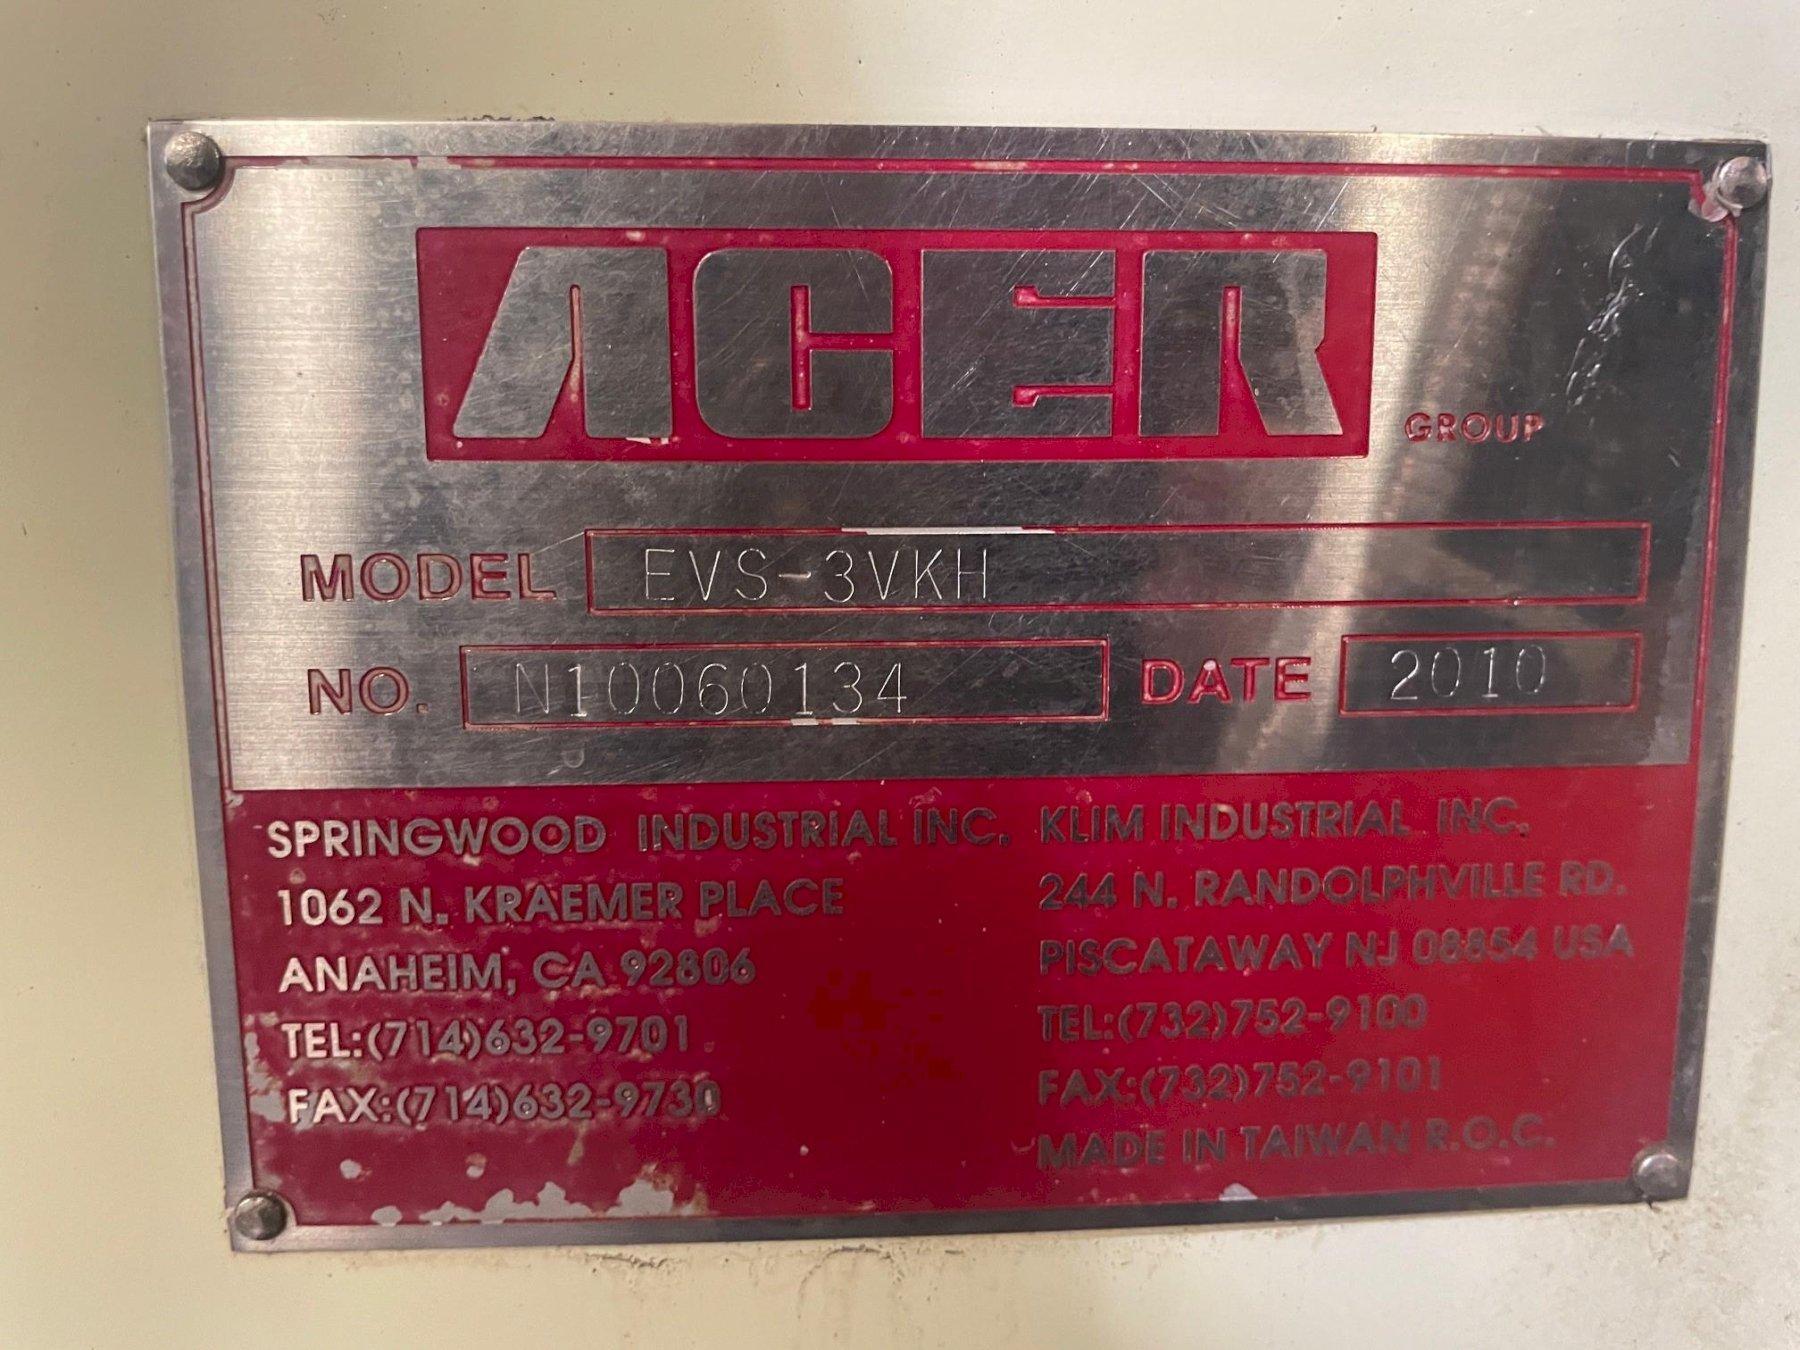 ACER GROUP
MODEL EVS-3VKH
NO. N10060134 DATE 2010
SPRINGWOOD INDUSTRIAL INC.
1062 N. KRAEMER PLACE
ANAHEIM, CA 92806
TEL:(714)632-9701
FAX:(714)632-9730
KLIM INDUSTRIAL INC.
244 N. RANDOLPHVILLE RD.
PISCATAWAY NJ 08854 USA
TEL:(732)752-9100
FAX:(732)752-9101
MADE IN TAIWAN R.O.C.